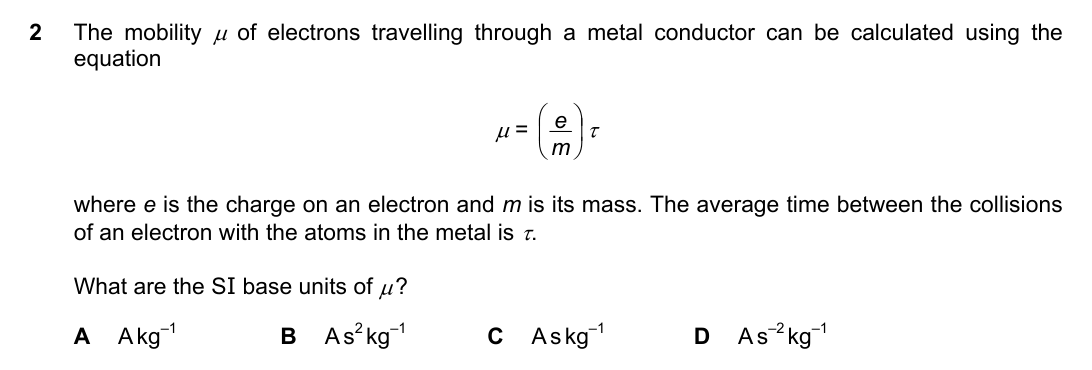 2 The mobility μ of electrons travelling through a metal conductor can be calculated using the
equation
μ = (e/m) τ
where e is the charge on an electron and m is its mass. The average time between the collisions
of an electron with the atoms in the metal is τ.
What are the SI base units of μ?
A A kg⁻¹ B A s² kg⁻¹ C A s kg⁻¹ D A s⁻² kg⁻¹